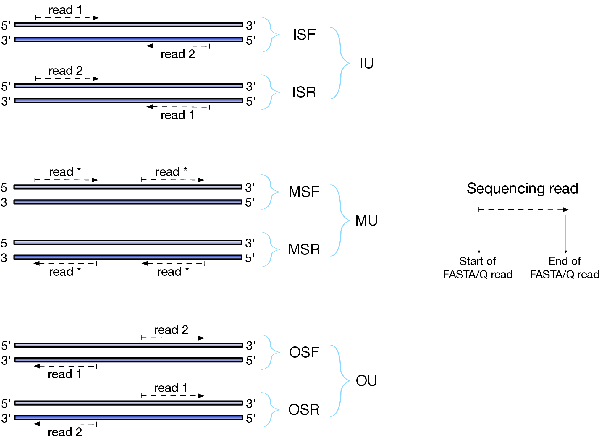 read 1
5' 3'
3' 5'
read 2
ISF
read 2
5' 3'
3' 5'
read 1
ISR
IU
read * read *
5 3'
3 5'
MSF
5 3'
3 5'
read * read *
MSR
MU
Sequencing read
Start of
FASTA/Q read
End of
FASTA/Q read
read 2
5' 3'
3' 5'
read 1
OSF
read 1
5' 3'
3' 5'
read 2
OSR
OU